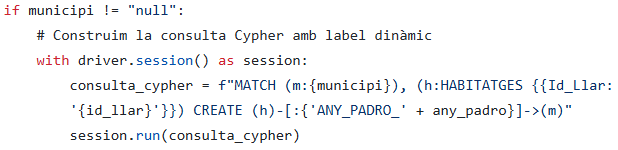 if municipi != "null":
# Construim la consulta Cypher amb label dinàmic
with driver.session() as session:
consulta_cypher = f"MATCH (m:{municipi}), (h:HABITATGES {{Id_Llar:
'{id_llar}'}}) CREATE (h)-[:{'ANY_PADRO_' + any_padro}]->(m)"
session.run(consulta_cypher)